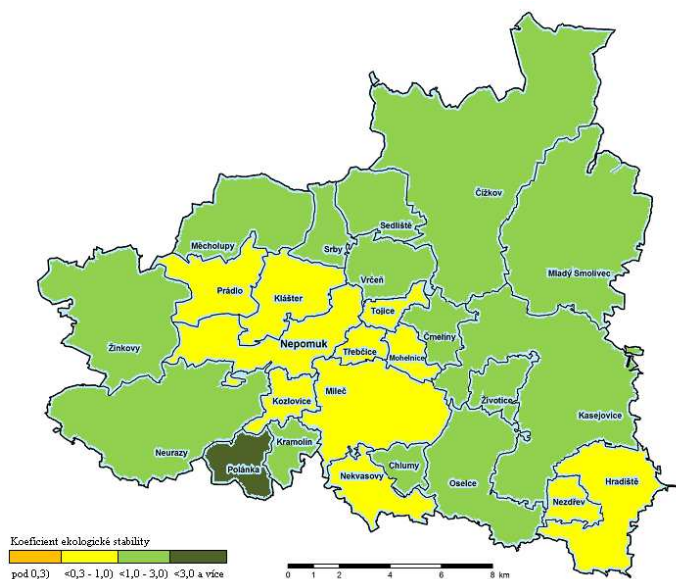 Čížkov
Sedliště
Měcholupy
Srby
Mladý Smolivec
Vrčeň
Prádlo
Klášter
Tojice
Čmelíny
Nepomuk
Žinkovy
Třebčice
Mohelnice
Mileč
Kozlovice
Životice
Kasejovice
Kramolín
Neurazy
Polánka
Chlumy
Nekvasovy
Oselce
Hradiště
Nezdřev
Koeficient ekologické stability
pod 0,3) <0,3 - 1,0) <1,0 - 3,0) <3,0 a více
0 1 2 4 6 8 km